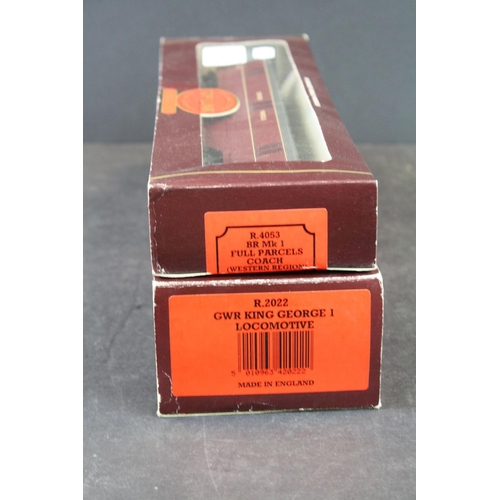 R.4053
BR Mk 1
FULL PARCELS
COACH
(WESTERN REGION)
R.2022
GWR KING GEORGE 1
LOCOMOTIVE
5 010963 420222
MADE IN ENGLAND